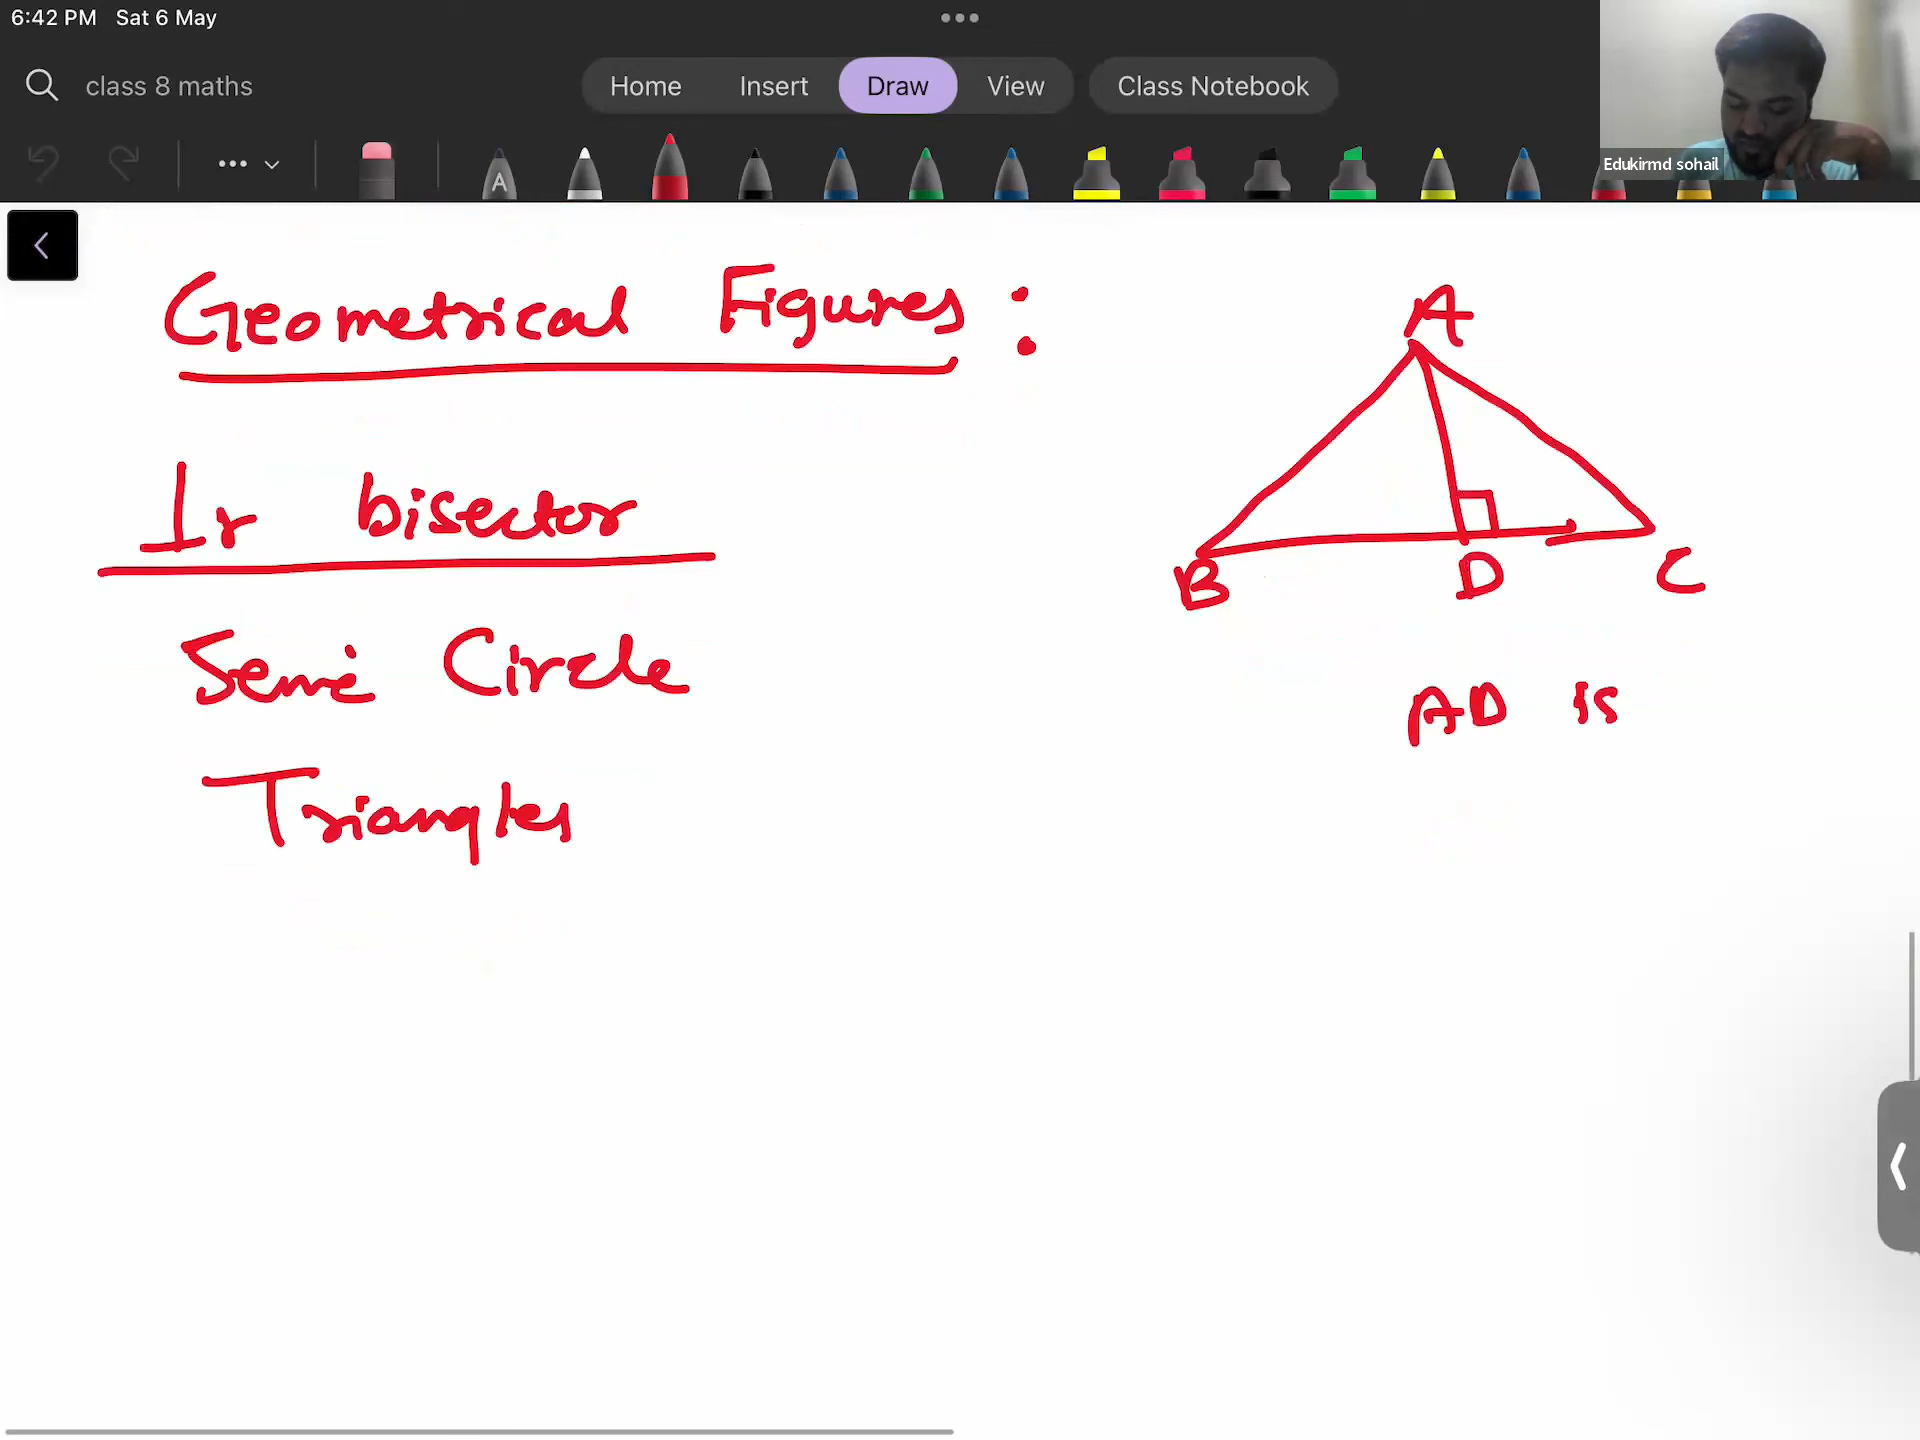 6:42 PM Sat 6 May
class 8 maths
Home Insert Draw View Class Notebook
A
Edukirmd sohail
Geometrical Figures :
⊥r bisector
Semi Circle
Triangles
A
B D C
AD is